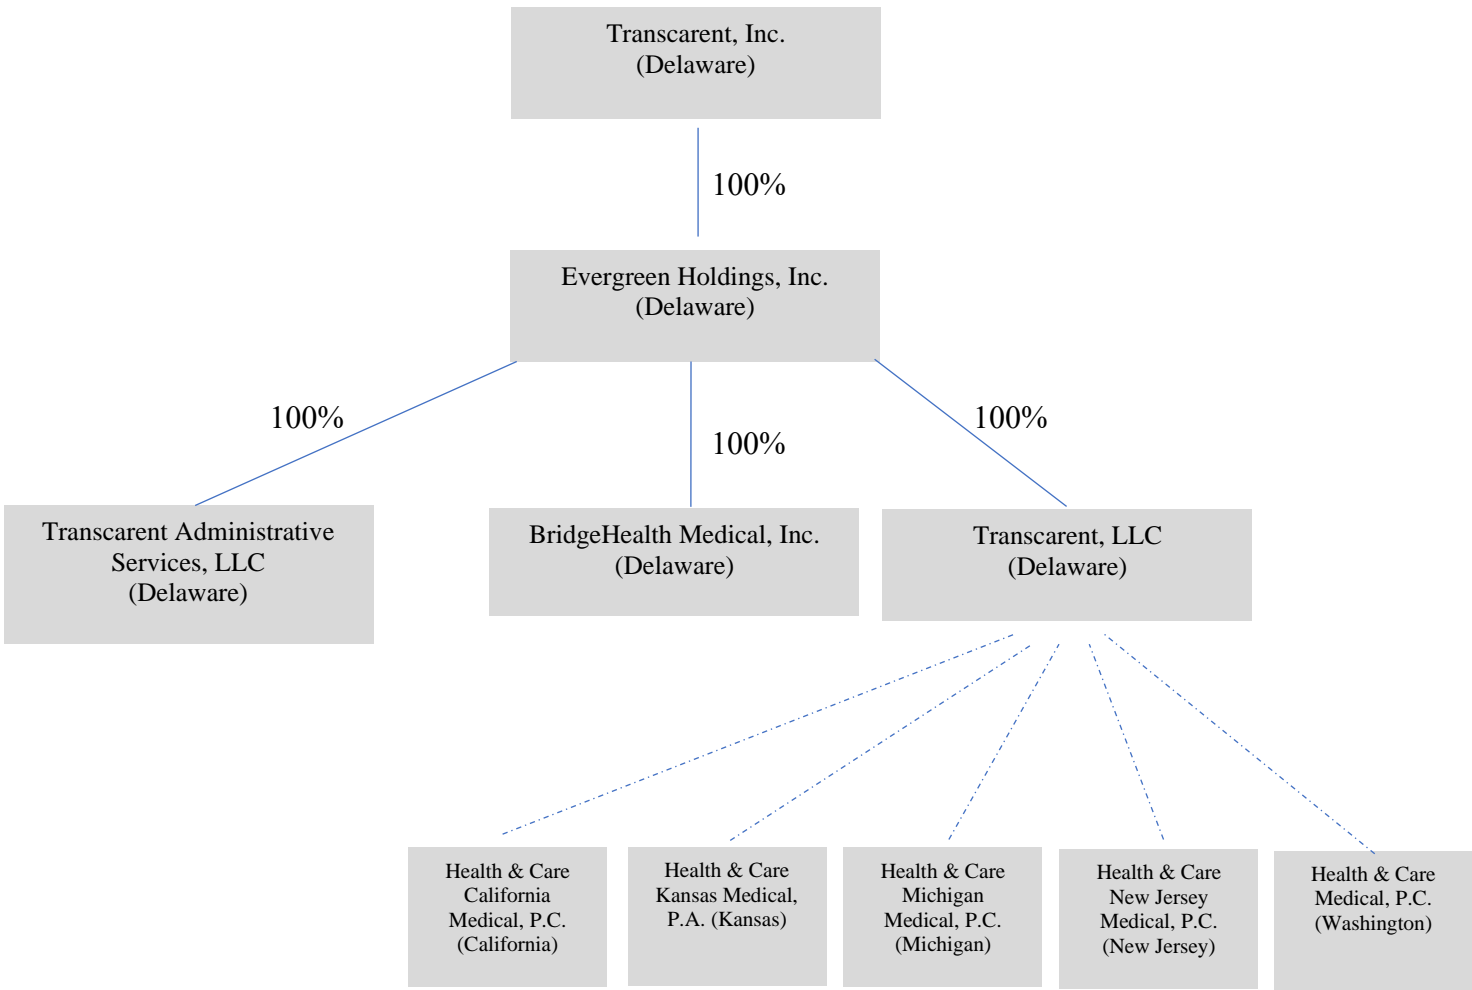 Transcarent, Inc.
(Delaware)
100%
Evergreen Holdings, Inc.
(Delaware)
100%
100%
100%
Transcarent Administrative
Services, LLC
(Delaware)
BridgeHealth Medical, Inc.
(Delaware)
Transcarent, LLC
(Delaware)
Health & Care
California
Medical, P.C.
(California)
Health & Care
Kansas Medical,
P.A. (Kansas)
Health & Care
Michigan
Medical, P.C.
(Michigan)
Health & Care
New Jersey
Medical, P.C.
(New Jersey)
Health & Care
Medical, P.C.
(Washington)